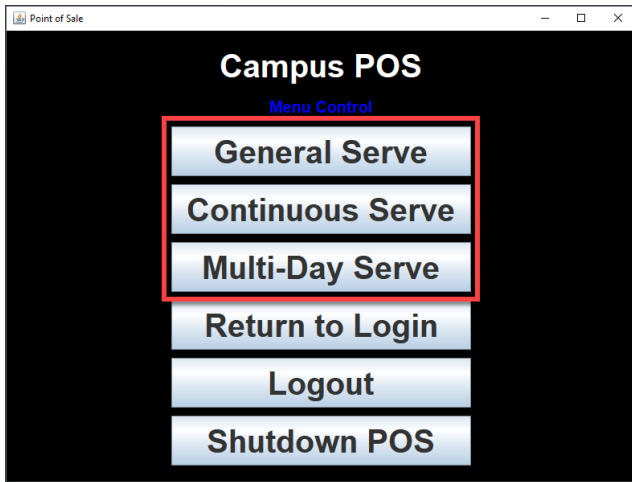 Point of Sale
Campus POS
Menu Control
General Serve
Continuous Serve
Multi-Day Serve
Return to Login
Logout
Shutdown POS